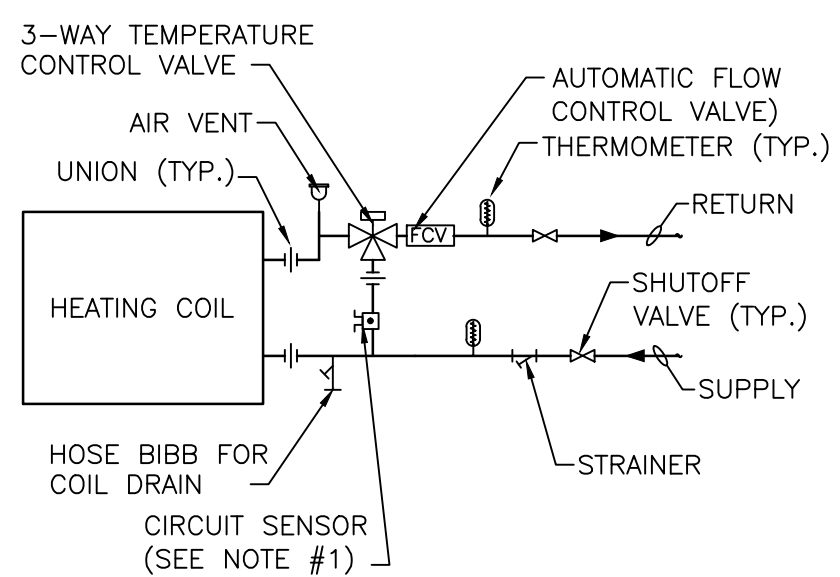 3-WAY TEMPERATURE
CONTROL VALVE
AUTOMATIC FLOW
CONTROL VALVE)
AIR VENT
THERMOMETER (TYP.)
UNION (TYP.)
RETURN
FCV
HEATING COIL
SHUTOFF
VALVE (TYP.)
SUPPLY
HOSE BIBB FOR
COIL DRAIN
STRAINER
CIRCUIT SENSOR
(SEE NOTE #1)